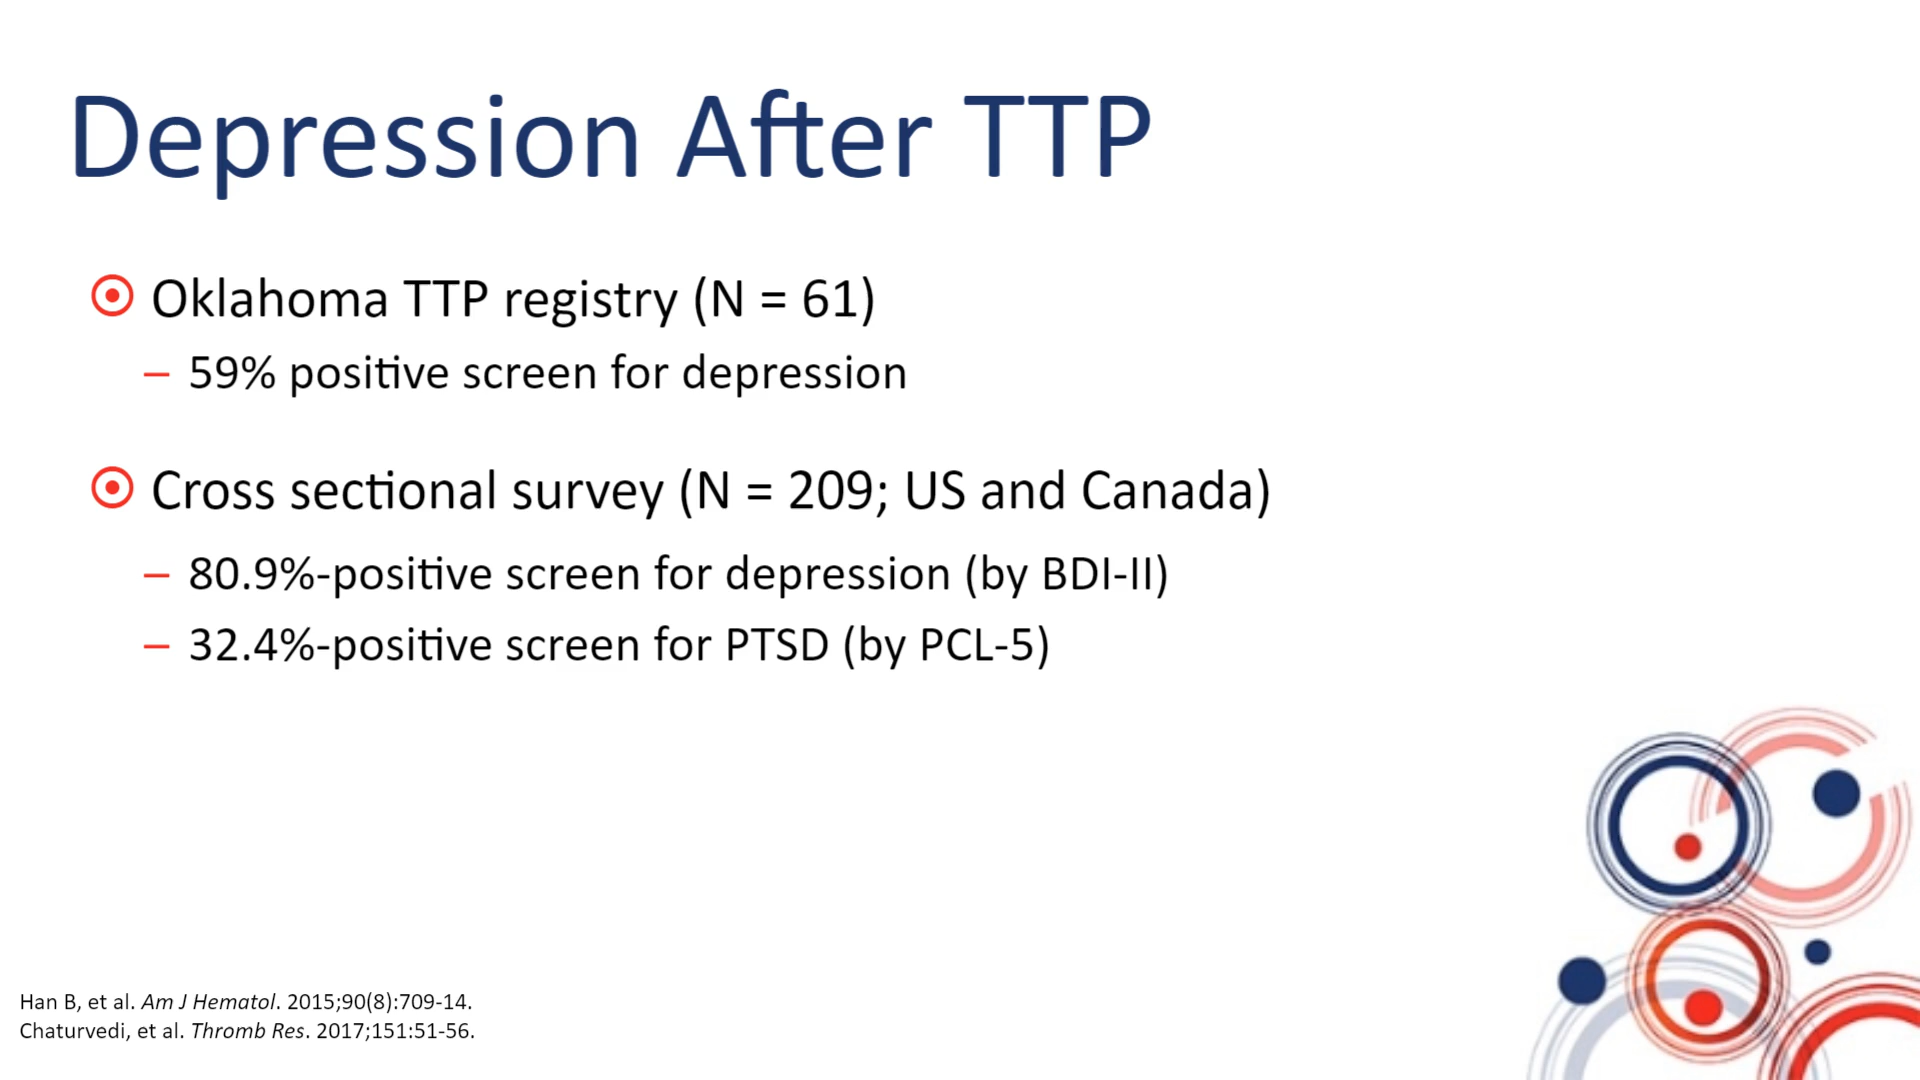 Depression After TTP
Oklahoma TTP registry (N = 61)
– 59% positive screen for depression
Cross sectional survey (N = 209; US and Canada)
– 80.9%-positive screen for depression (by BDI-II)
– 32.4%-positive screen for PTSD (by PCL-5)
Han B, et al. Am J Hematol. 2015;90(8):709-14.
Chaturvedi, et al. Thromb Res. 2017;151:51-56.